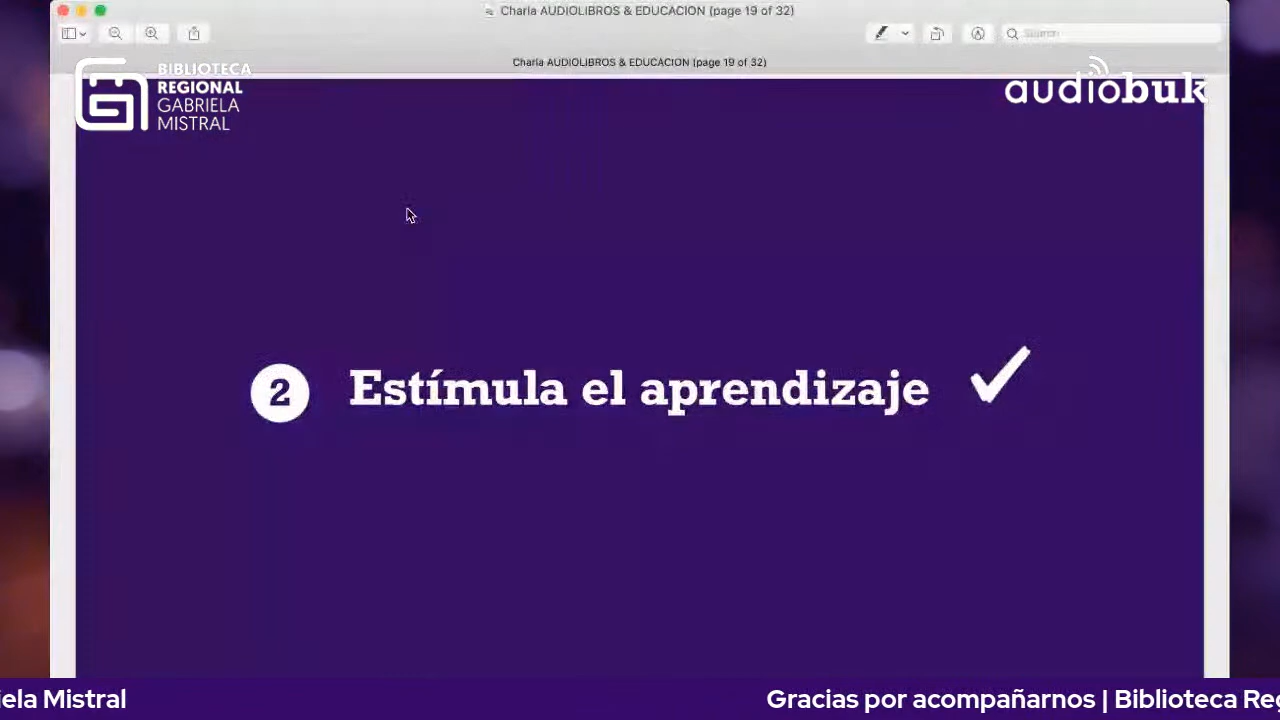 Charla AUDIOLIBROS & EDUCACION (page 19 of 32)
Search
Charla AUDIOLIBROS & EDUCACION (page 19 of 32)
BIBLIOTECA
REGIONAL
GABRIELA
MISTRAL
audiobuk
2 Estímula el aprendizaje
iela Mistral
Gracias por acompañarnos | Biblioteca Reg